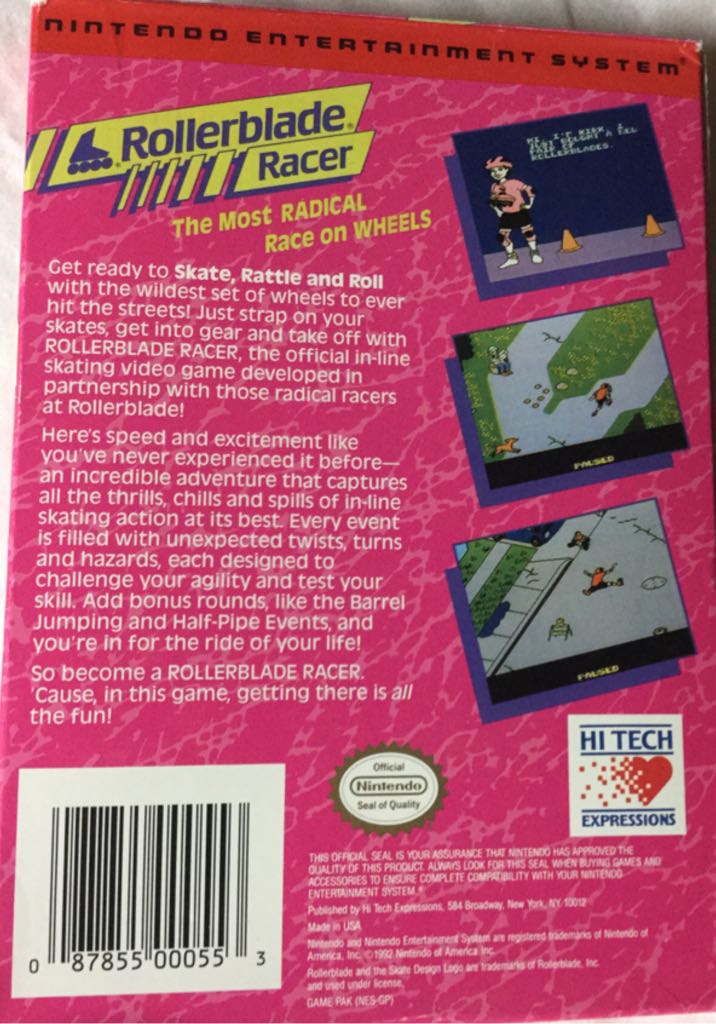 NINTENDO ENTERTAINMENT SYSTEM®
Rollerblade®
Racer
The Most RADICAL
Race on WHEELS
HI, I'M KIRK. I
JUST BOUGHT A NEW
PAIR OF
ROLLERBLADES.
Get ready to Skate, Rattle and Roll
with the wildest set of wheels to ever
hit the streets! Just strap on your
skates, get into gear and take off with
ROLLERBLADE RACER, the official in-line
skating video game developed in
partnership with those radical racers
at Rollerblade!
Here's speed and excitement like
you've never experienced it before—
an incredible adventure that captures
all the thrills, chills and spills of in-line
skating action at its best. Every event
is filled with unexpected twists, turns
and hazards, each designed to
challenge your agility and test your
skill. Add bonus rounds, like the Barrel
Jumping and Half-Pipe Events, and
you're in for the ride of your life!
So become a ROLLERBLADE RACER.
'Cause, in this game, getting there is all
the fun!
PAUSED
PAUSED
HI TECH
EXPRESSIONS
Official
Nintendo
Seal of Quality
THIS OFFICIAL SEAL IS YOUR ASSURANCE THAT NINTENDO HAS APPROVED THE
QUALITY OF THIS PRODUCT. ALWAYS LOOK FOR THIS SEAL WHEN BUYING GAMES AND
ACCESSORIES TO ENSURE COMPLETE COMPATIBILITY WITH YOUR NINTENDO
ENTERTAINMENT SYSTEM.®
Published by Hi Tech Expressions, 584 Broadway, New York, NY 10012
Made in USA
Nintendo and Nintendo Entertainment System are registered trademarks of Nintendo of
America, Inc. ©1992 Nintendo of America Inc.
Rollerblade and the Skate Design Logo are trademarks of Rollerblade, Inc.
and used under license.
GAME PAK (NES-GP)
0 87855 00055 3